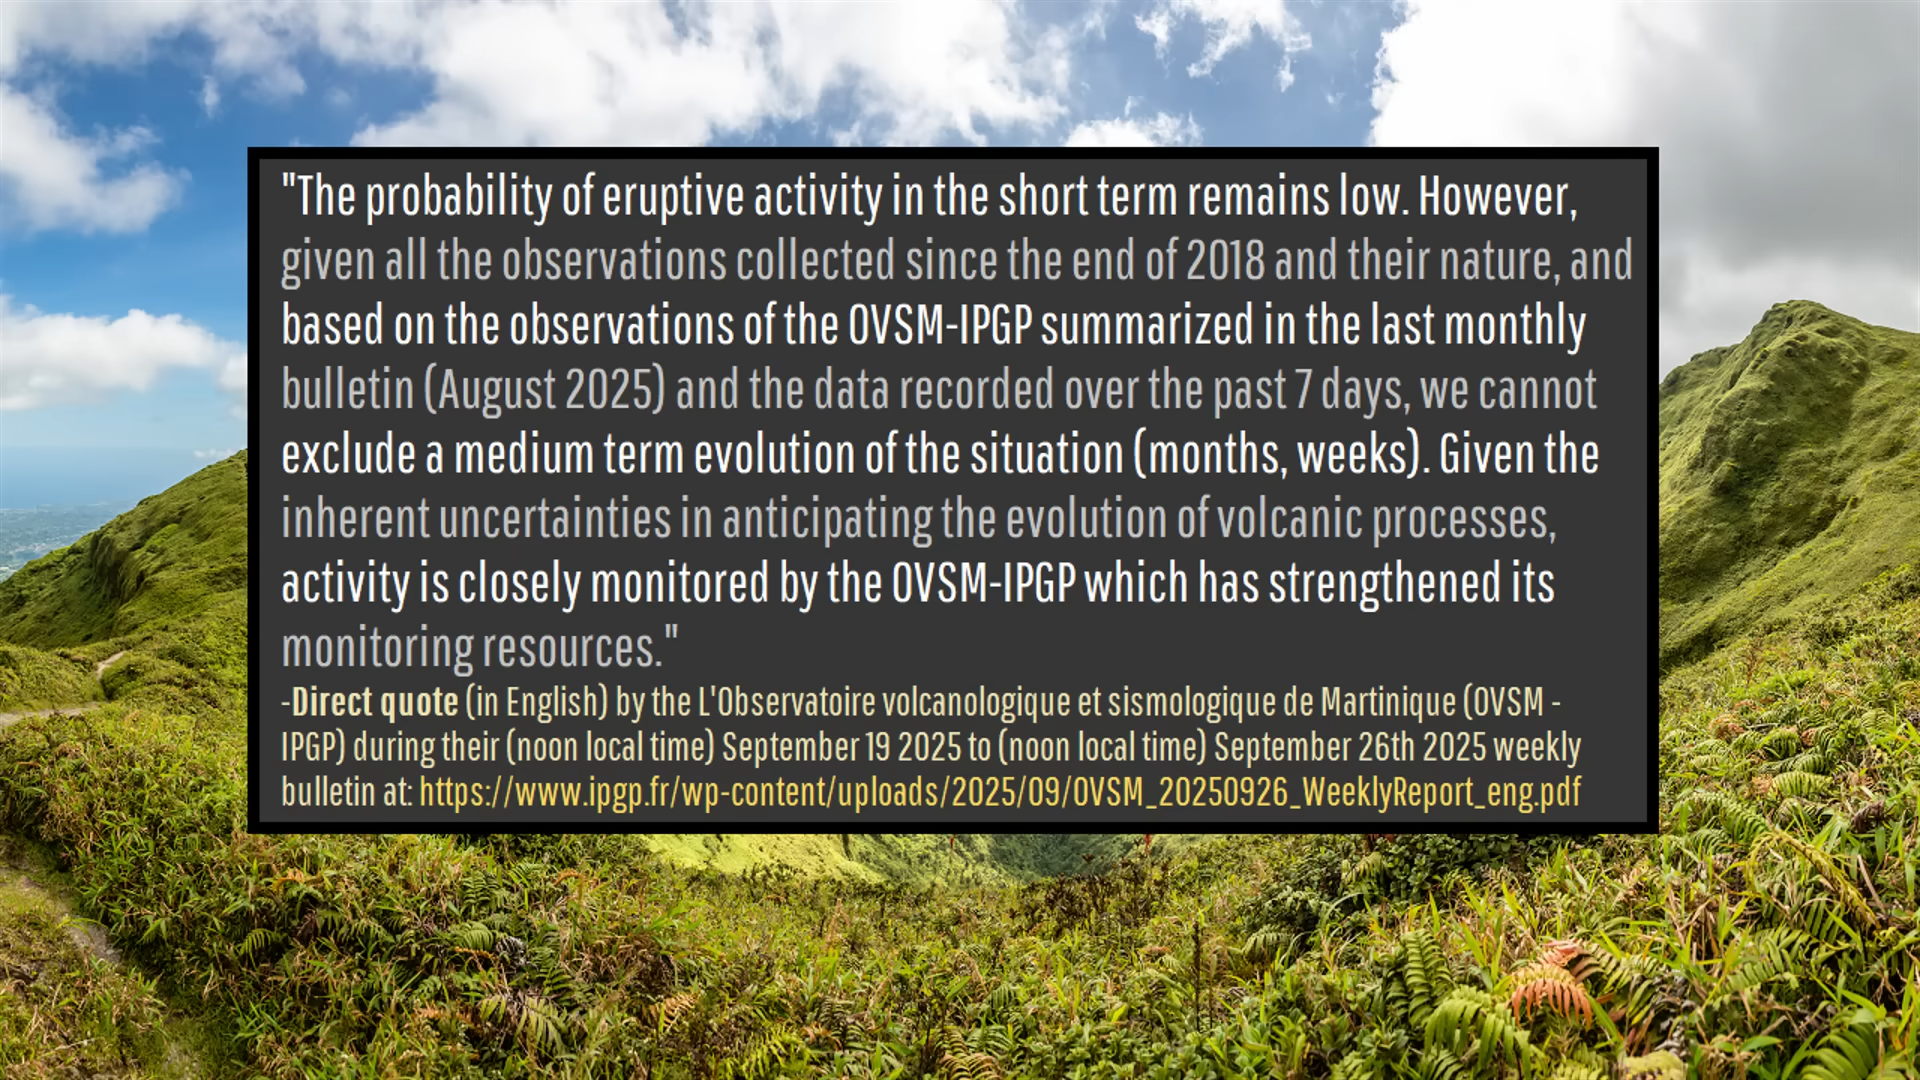 "The probability of eruptive activity in the short term remains low. However,
given all the observations collected since the end of 2018 and their nature, and
based on the observations of the OVSM-IPGP summarized in the last monthly
bulletin (August 2025) and the data recorded over the past 7 days, we cannot
exclude a medium term evolution of the situation (months, weeks). Given the
inherent uncertainties in anticipating the evolution of volcanic processes,
activity is closely monitored by the OVSM-IPGP which has strengthened its
monitoring resources."
-Direct quote (in English) by the L'Observatoire volcanologique et sismologique de Martinique (OVSM -
IPGP) during their (noon local time) September 19 2025 to (noon local time) September 26th 2025 weekly
bulletin at: https://www.ipgp.fr/wp-content/uploads/2025/09/OVSM_20250926_WeeklyReport_eng.pdf